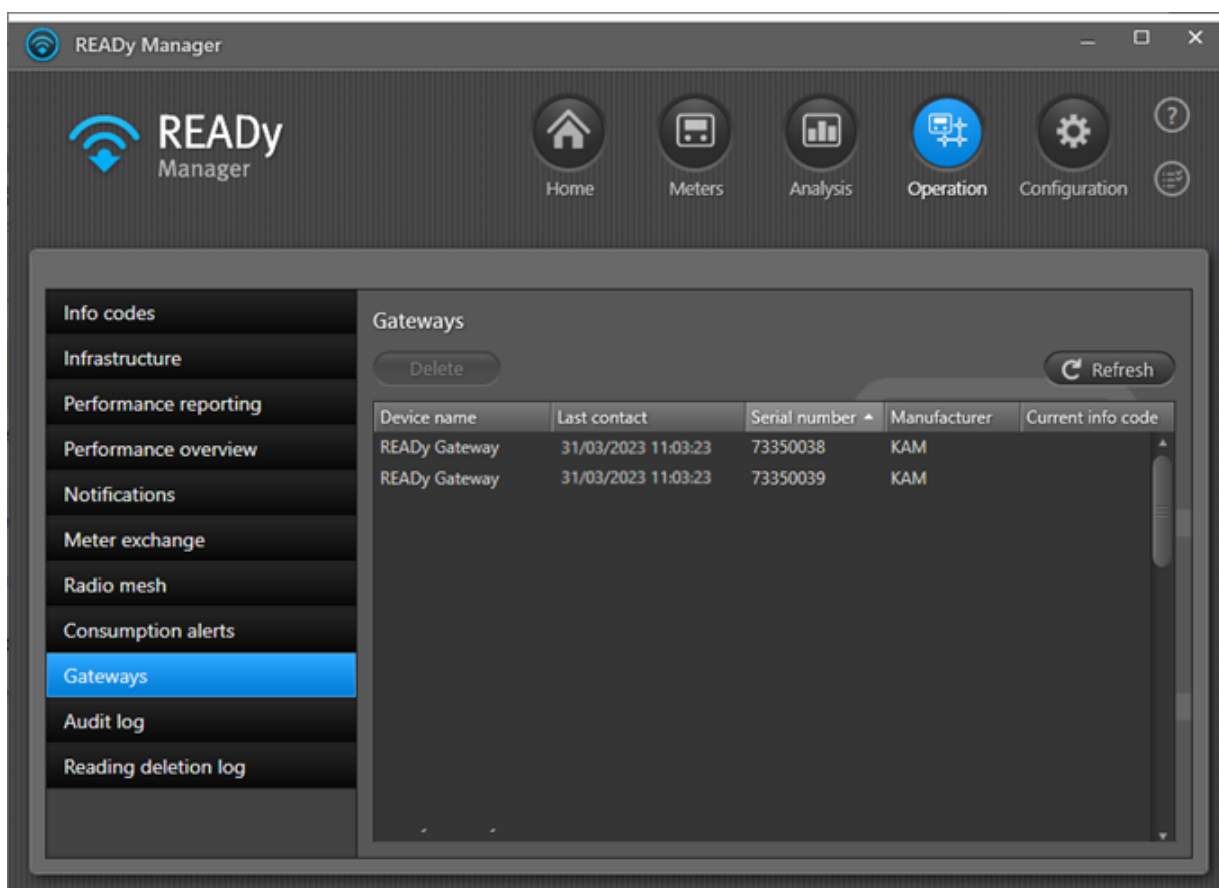 READy Manager
READy
Manager
Home Meters Analysis Operation Configuration
?
Info codes
Infrastructure
Performance reporting
Performance overview
Notifications
Meter exchange
Radio mesh
Consumption alerts
Gateways
Audit log
Reading deletion log
Gateways
Delete Refresh
Device name Last contact Serial number Manufacturer Current info code
READy Gateway 31/03/2023 11:03:23 73350038 KAM
READy Gateway 31/03/2023 11:03:23 73350039 KAM